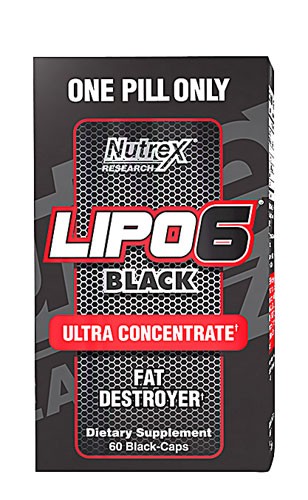 ONE PILL ONLY
Nutrex
RESEARCH
LIPO6®
BLACK
ULTRA CONCENTRATE†
FAT
DESTROYER†
Dietary Supplement
60 Black-Caps